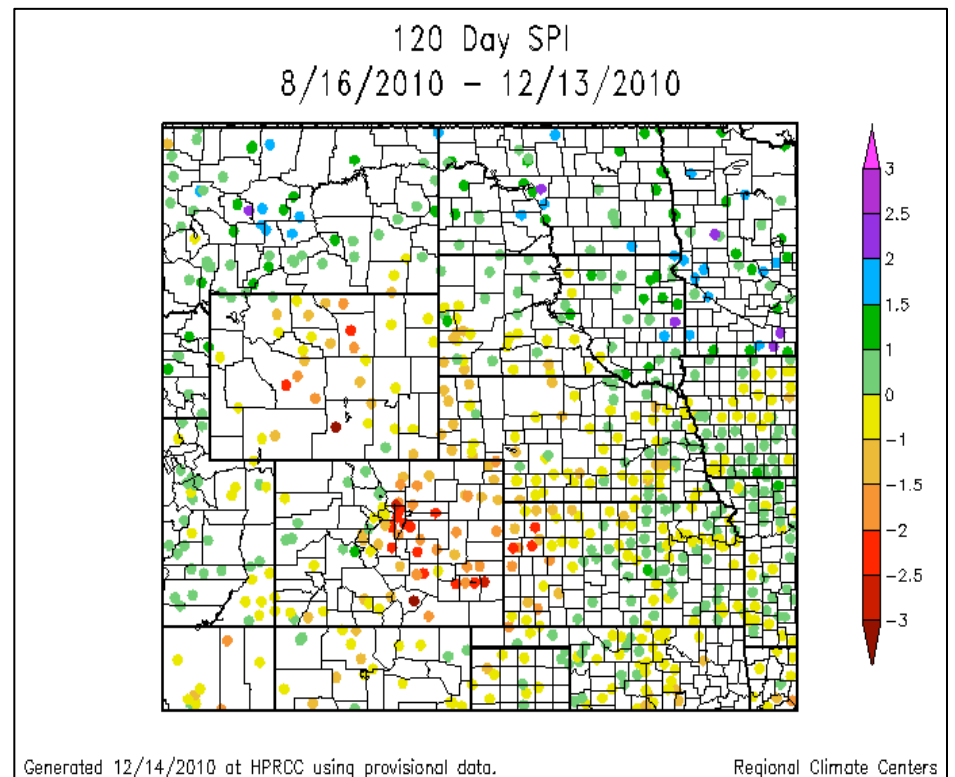 120 Day SPI
8/16/2010 – 12/13/2010
3
2.5
2
1.5
1
0
−1
−1.5
−2
−2.5
−3
Generated 12/14/2010 at HPRCC using provisional data.
Regional Climate Centers